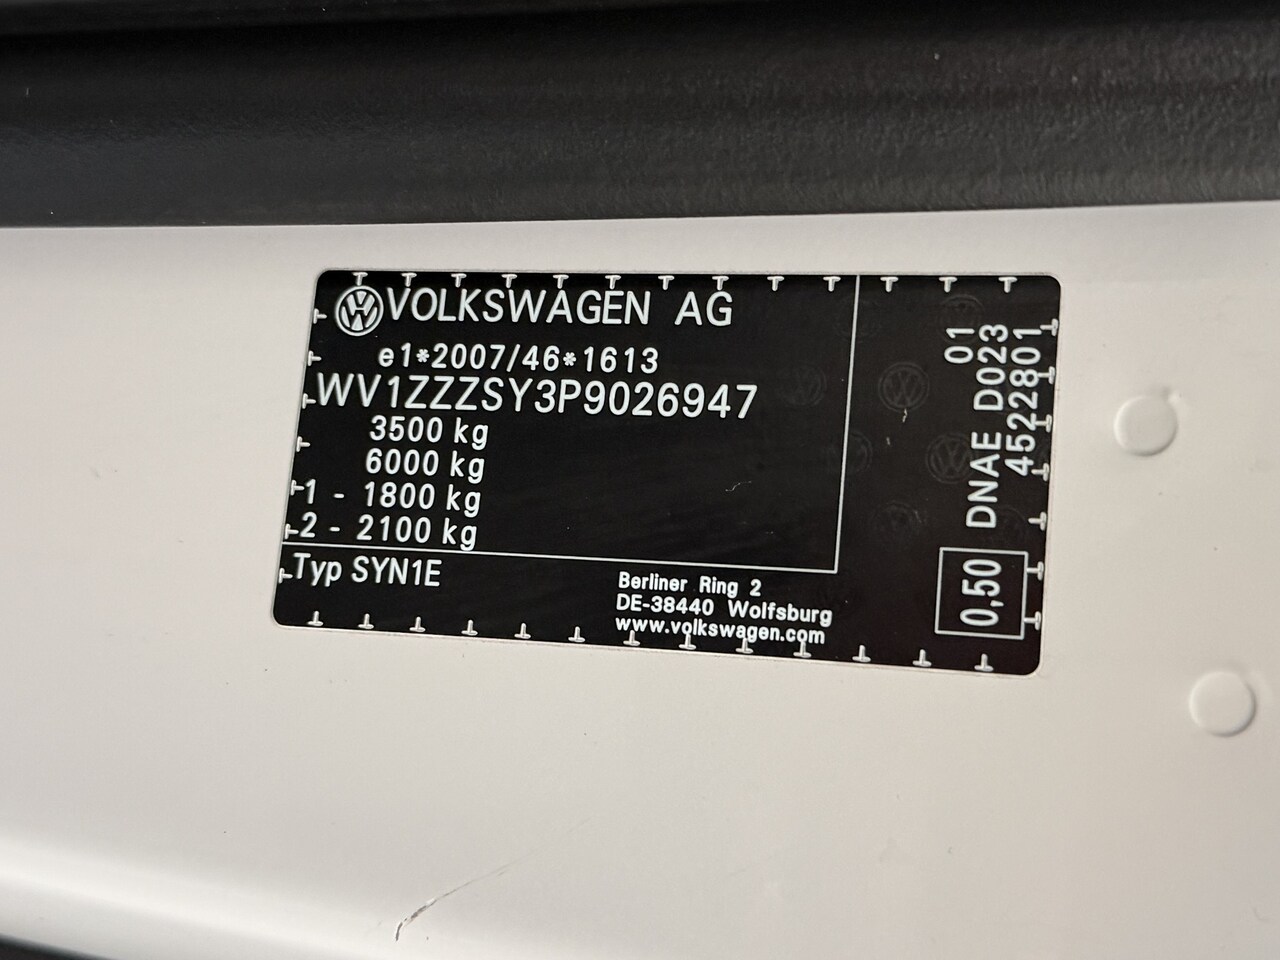 VOLKSWAGEN AG
e1*2007/46*1613
WV1ZZZSY3P9026947
3500 kg
6000 kg
1 - 1800 kg
2 - 2100 kg
Typ SYN1E
Berliner Ring 2
DE-38440 Wolfsburg
www.volkswagen.com
01
0,50 DNAE D023
4522801